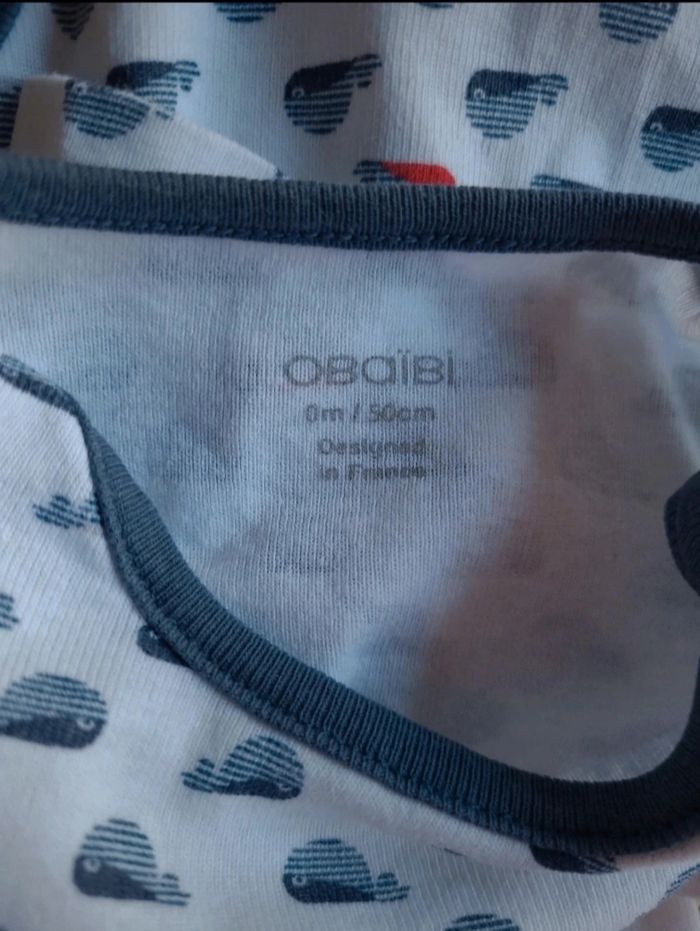 OBaïBi
0m / 50cm
Designed
in France